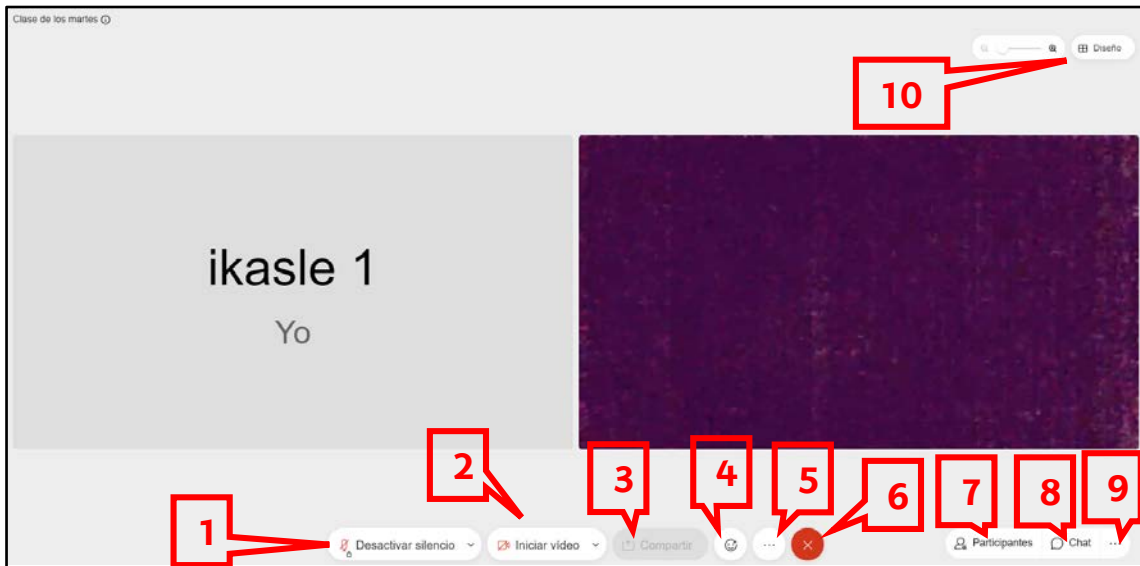 Clase de los martes
Diseño
10
ikasle 1
Yo
1
2
3
4
5
6
7
8
9
Desactivar silencio
Iniciar vídeo
Compartir
Participantes
Chat